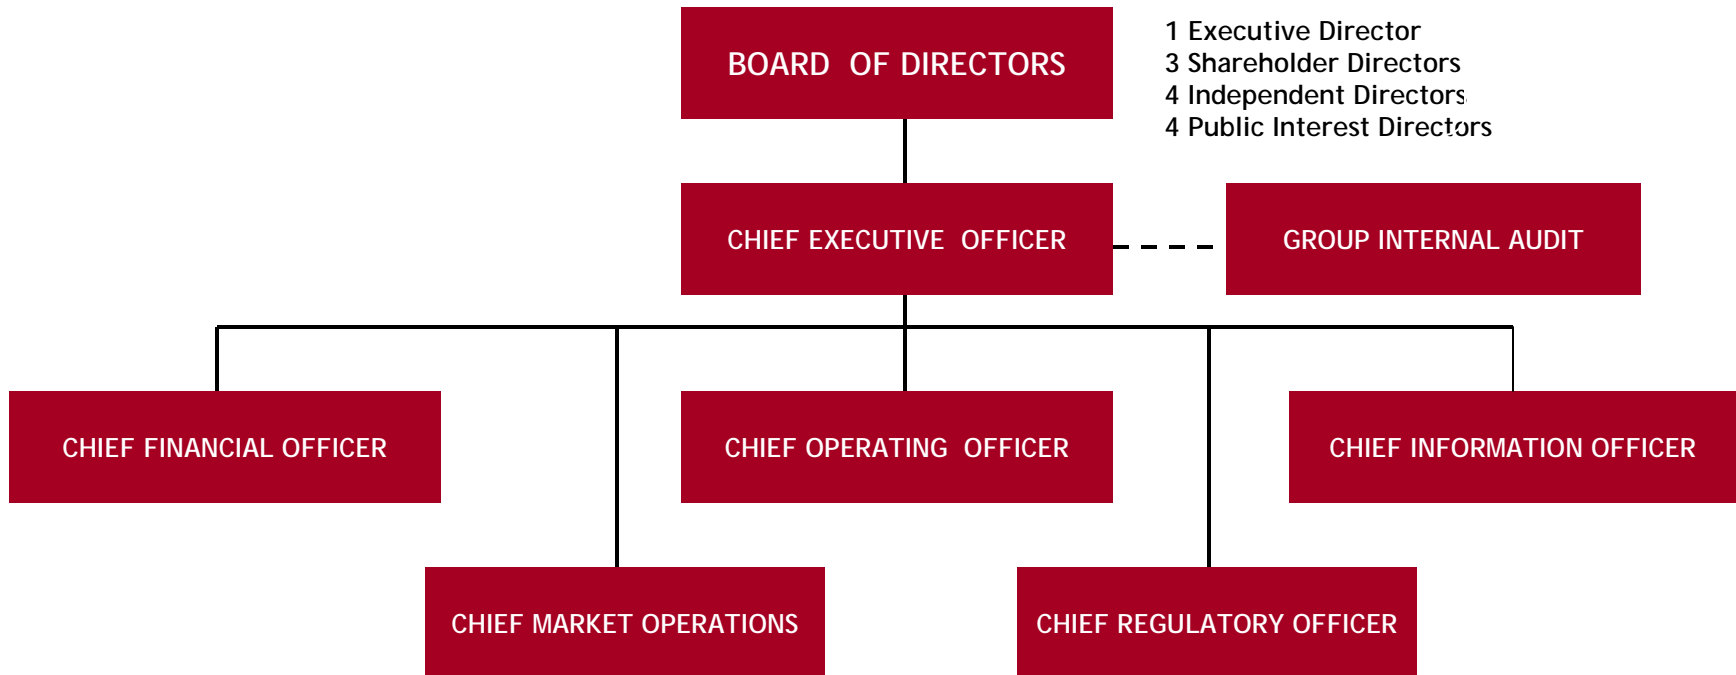 BOARD OF DIRECTORS
1 Executive Director
3 Shareholder Directors
4 Independent Directors
4 Public Interest Directors
CHIEF EXECUTIVE OFFICER
GROUP INTERNAL AUDIT
CHIEF FINANCIAL OFFICER
CHIEF OPERATING OFFICER
CHIEF INFORMATION OFFICER
CHIEF MARKET OPERATIONS
CHIEF REGULATORY OFFICER